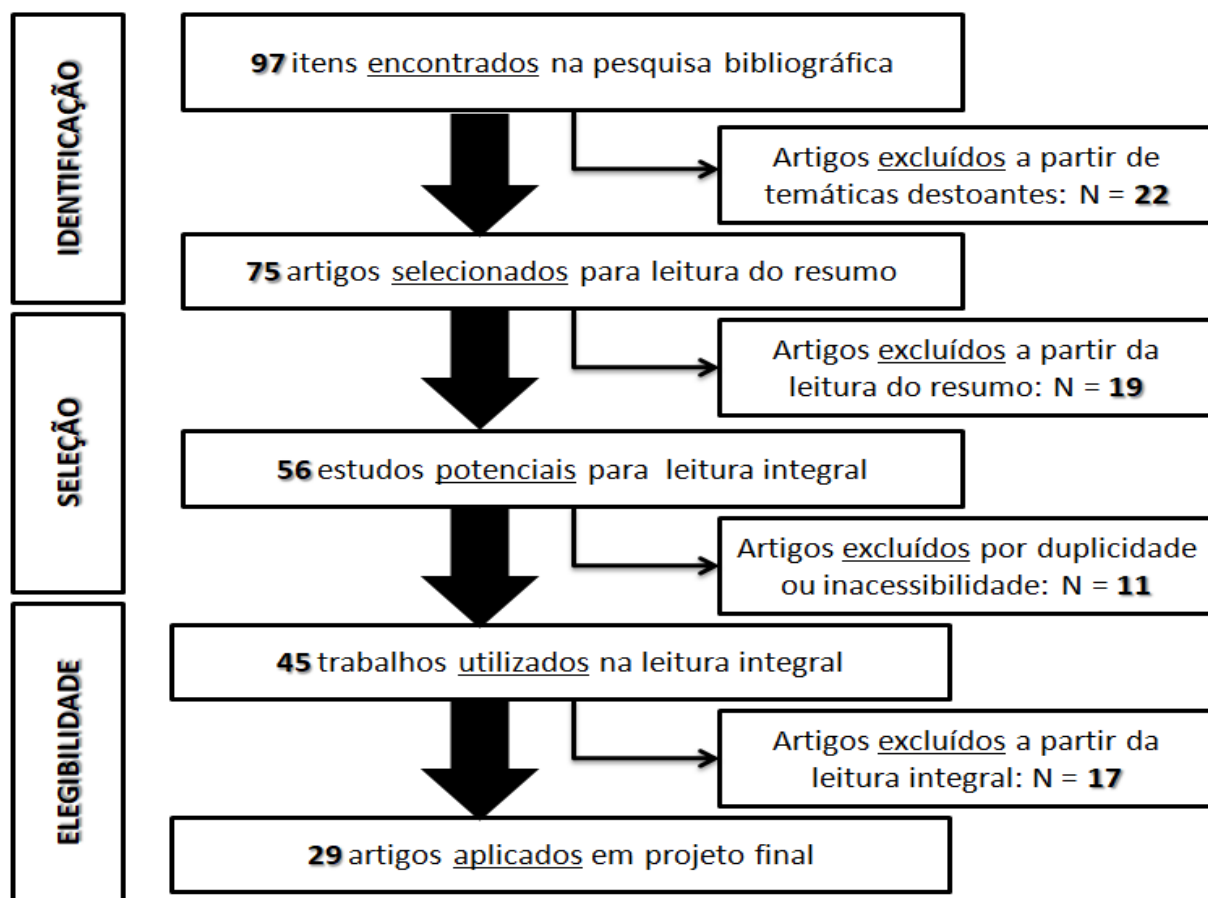 IDENTIFICAÇÃO
97 itens encontrados na pesquisa bibliográfica
Artigos excluídos a partir de
temáticas destoantes: N = 22
75 artigos selecionados para leitura do resumo
SELEÇÃO
Artigos excluídos a partir da
leitura do resumo: N = 19
56 estudos potenciais para leitura integral
Artigos excluídos por duplicidade
ou inacessibilidade: N = 11
ELEGIBILIDADE
45 trabalhos utilizados na leitura integral
Artigos excluídos a partir da
leitura integral: N = 17
29 artigos aplicados em projeto final